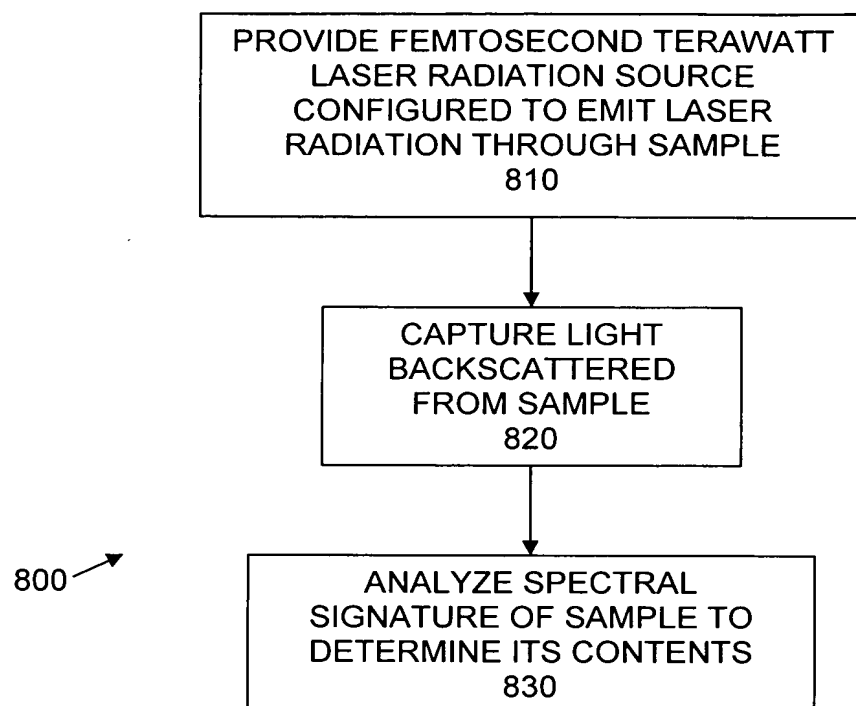 PROVIDE FEMTOSECOND TERAWATT
LASER RADIATION SOURCE
CONFIGURED TO EMIT LASER
RADIATION THROUGH SAMPLE
810
CAPTURE LIGHT
BACKSCATTERED
FROM SAMPLE
820
800
ANALYZE SPECTRAL
SIGNATURE OF SAMPLE TO
DETERMINE ITS CONTENTS
830